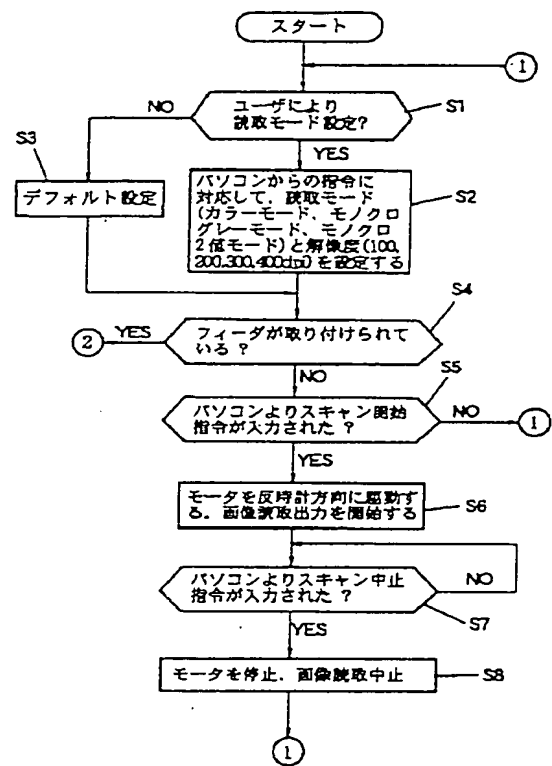 スタート
1
ユーザにより
読取モード設定?
S1
NO
S3
YES
デフォルト設定
パソコンからの指令に
対応して、読取モード
(カラーモード、モノクロ
グレーモード、モノクロ
2値モード)と解像度(100,
200,300,400dpi)を設定する
S2
S4
2
YES
フィーダが取り付けられて
いる?
NO
S5
パソコンよりスキャン開始
指令が入力された?
NO
1
YES
モータを反時計方向に駆動す
る、画像読取出力を開始する
S6
パソコンよりスキャン中止
指令が入力された?
NO
S7
YES
モータを停止、画像読取中止
S8
1